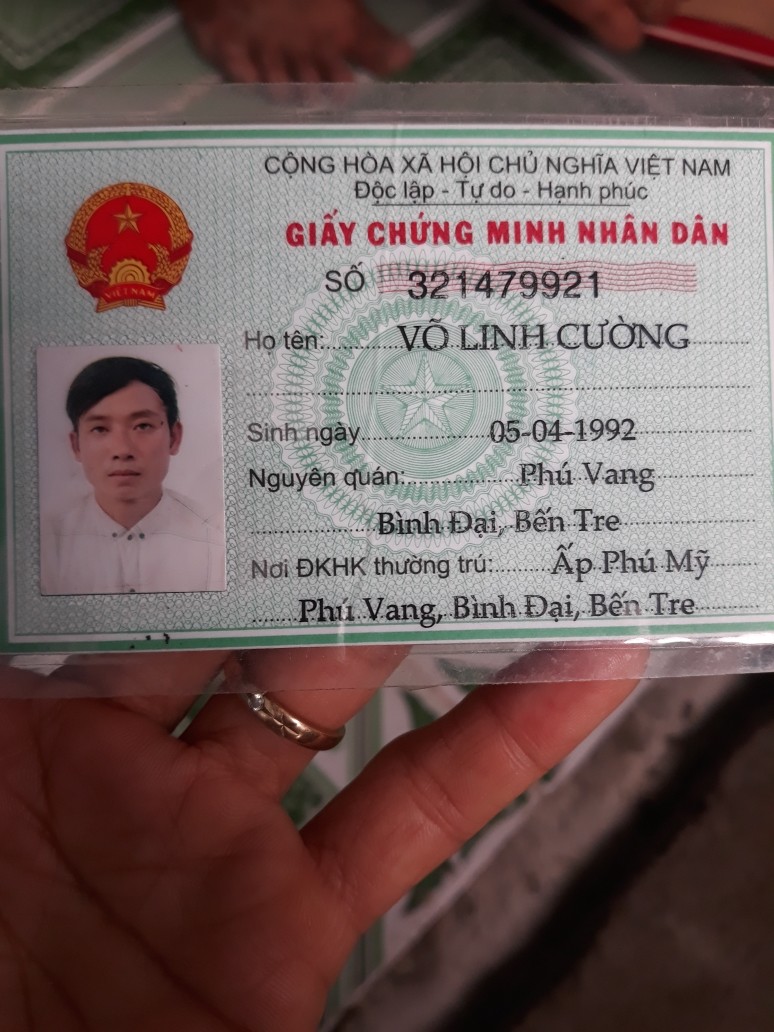 CỘNG HÒA XÃ HỘI CHỦ NGHĨA VIỆT NAM
Độc lập - Tự do - Hạnh phúc
GIẤY CHỨNG MINH NHÂN DÂN
SỐ 321479921
VIỆT NAM
Họ tên: VÕ LINH CƯỜNG
Sinh ngày 05-04-1992
Nguyên quán: Phú Vang
Bình Đại, Bến Tre
Nơi ĐKHK thường trú: Ấp Phú Mỹ
Phú Vang, Bình Đại, Bến Tre